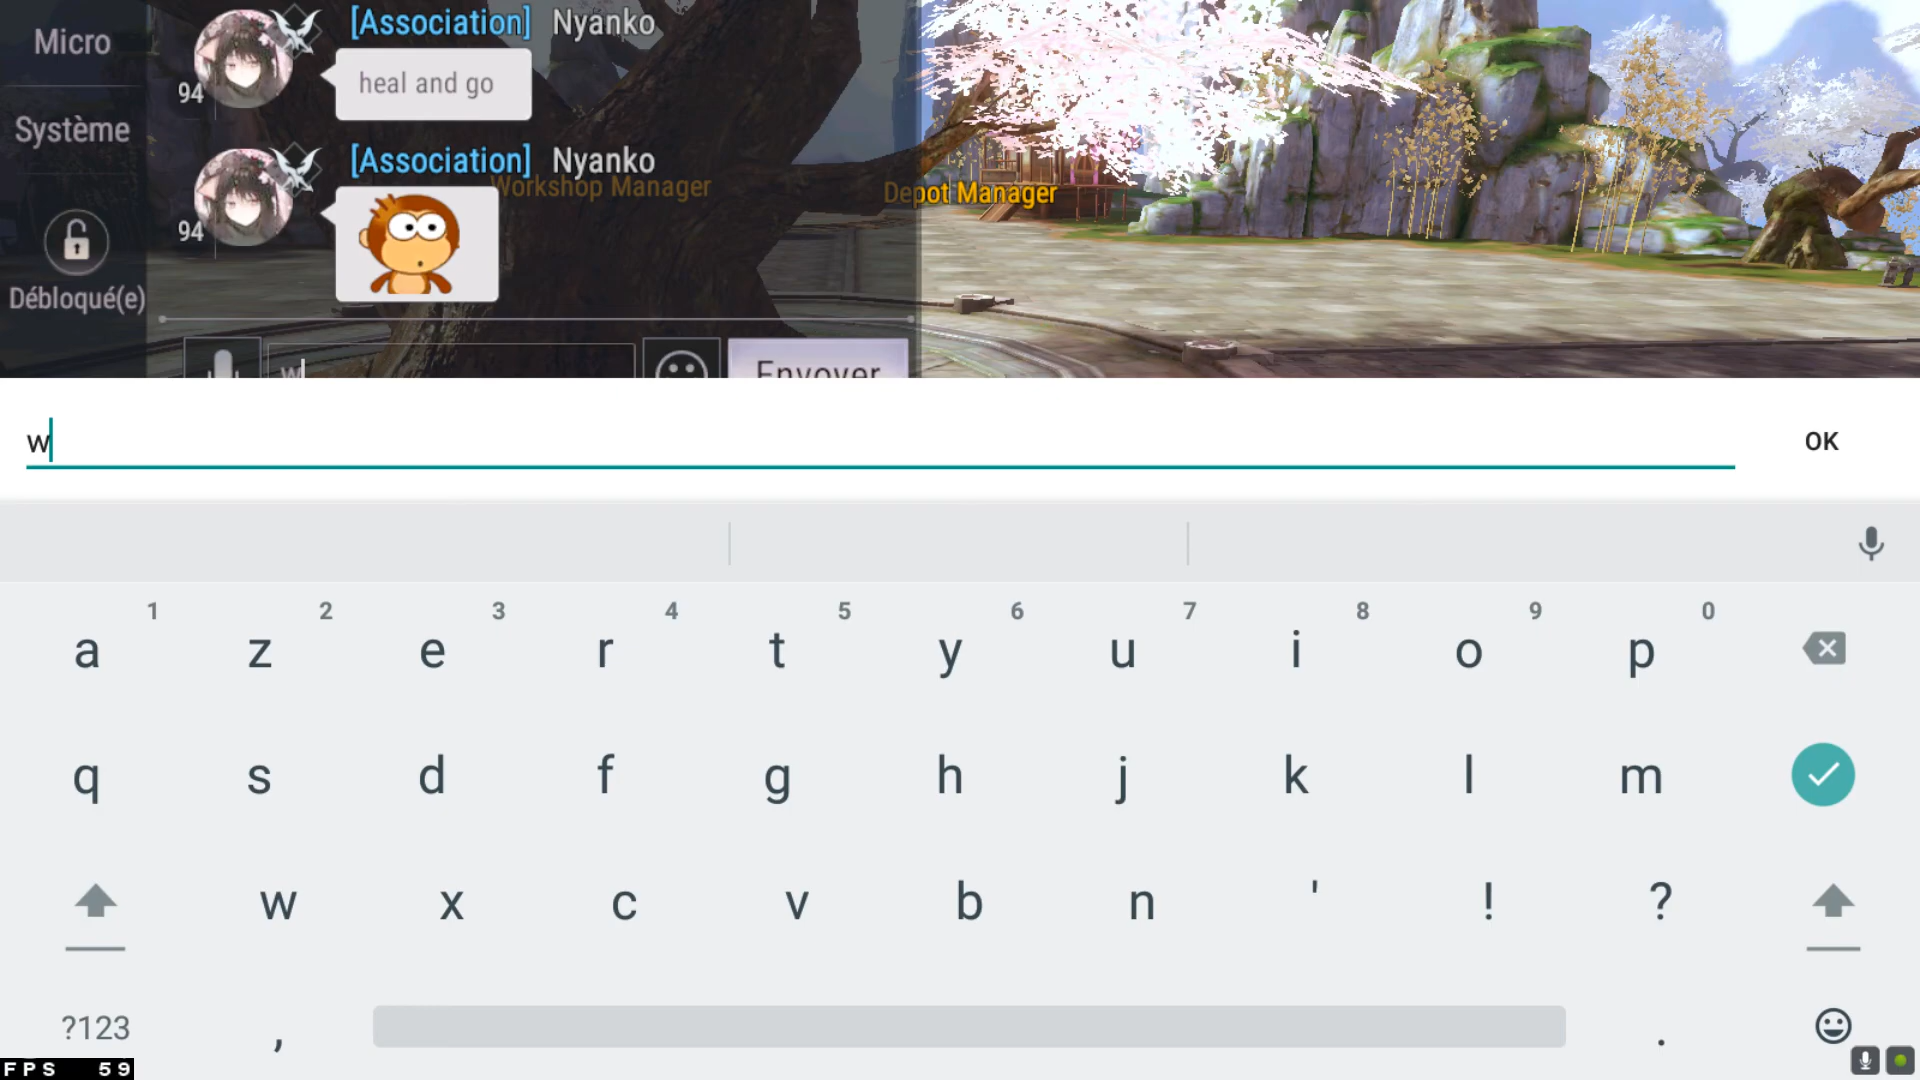 Micro
[Association] Nyanko
94
heal and go
Système
[Association] Nyanko
Workshop Manager
Depot Manager
94
Débloqué(e)
w
Envoyer
w
OK
1 2 3 4 5 6 7 8 9 0
a z e r t y u i o p
q s d f g h j k l m
w x c v b n ' ! ?
?123 , .
FPS 59